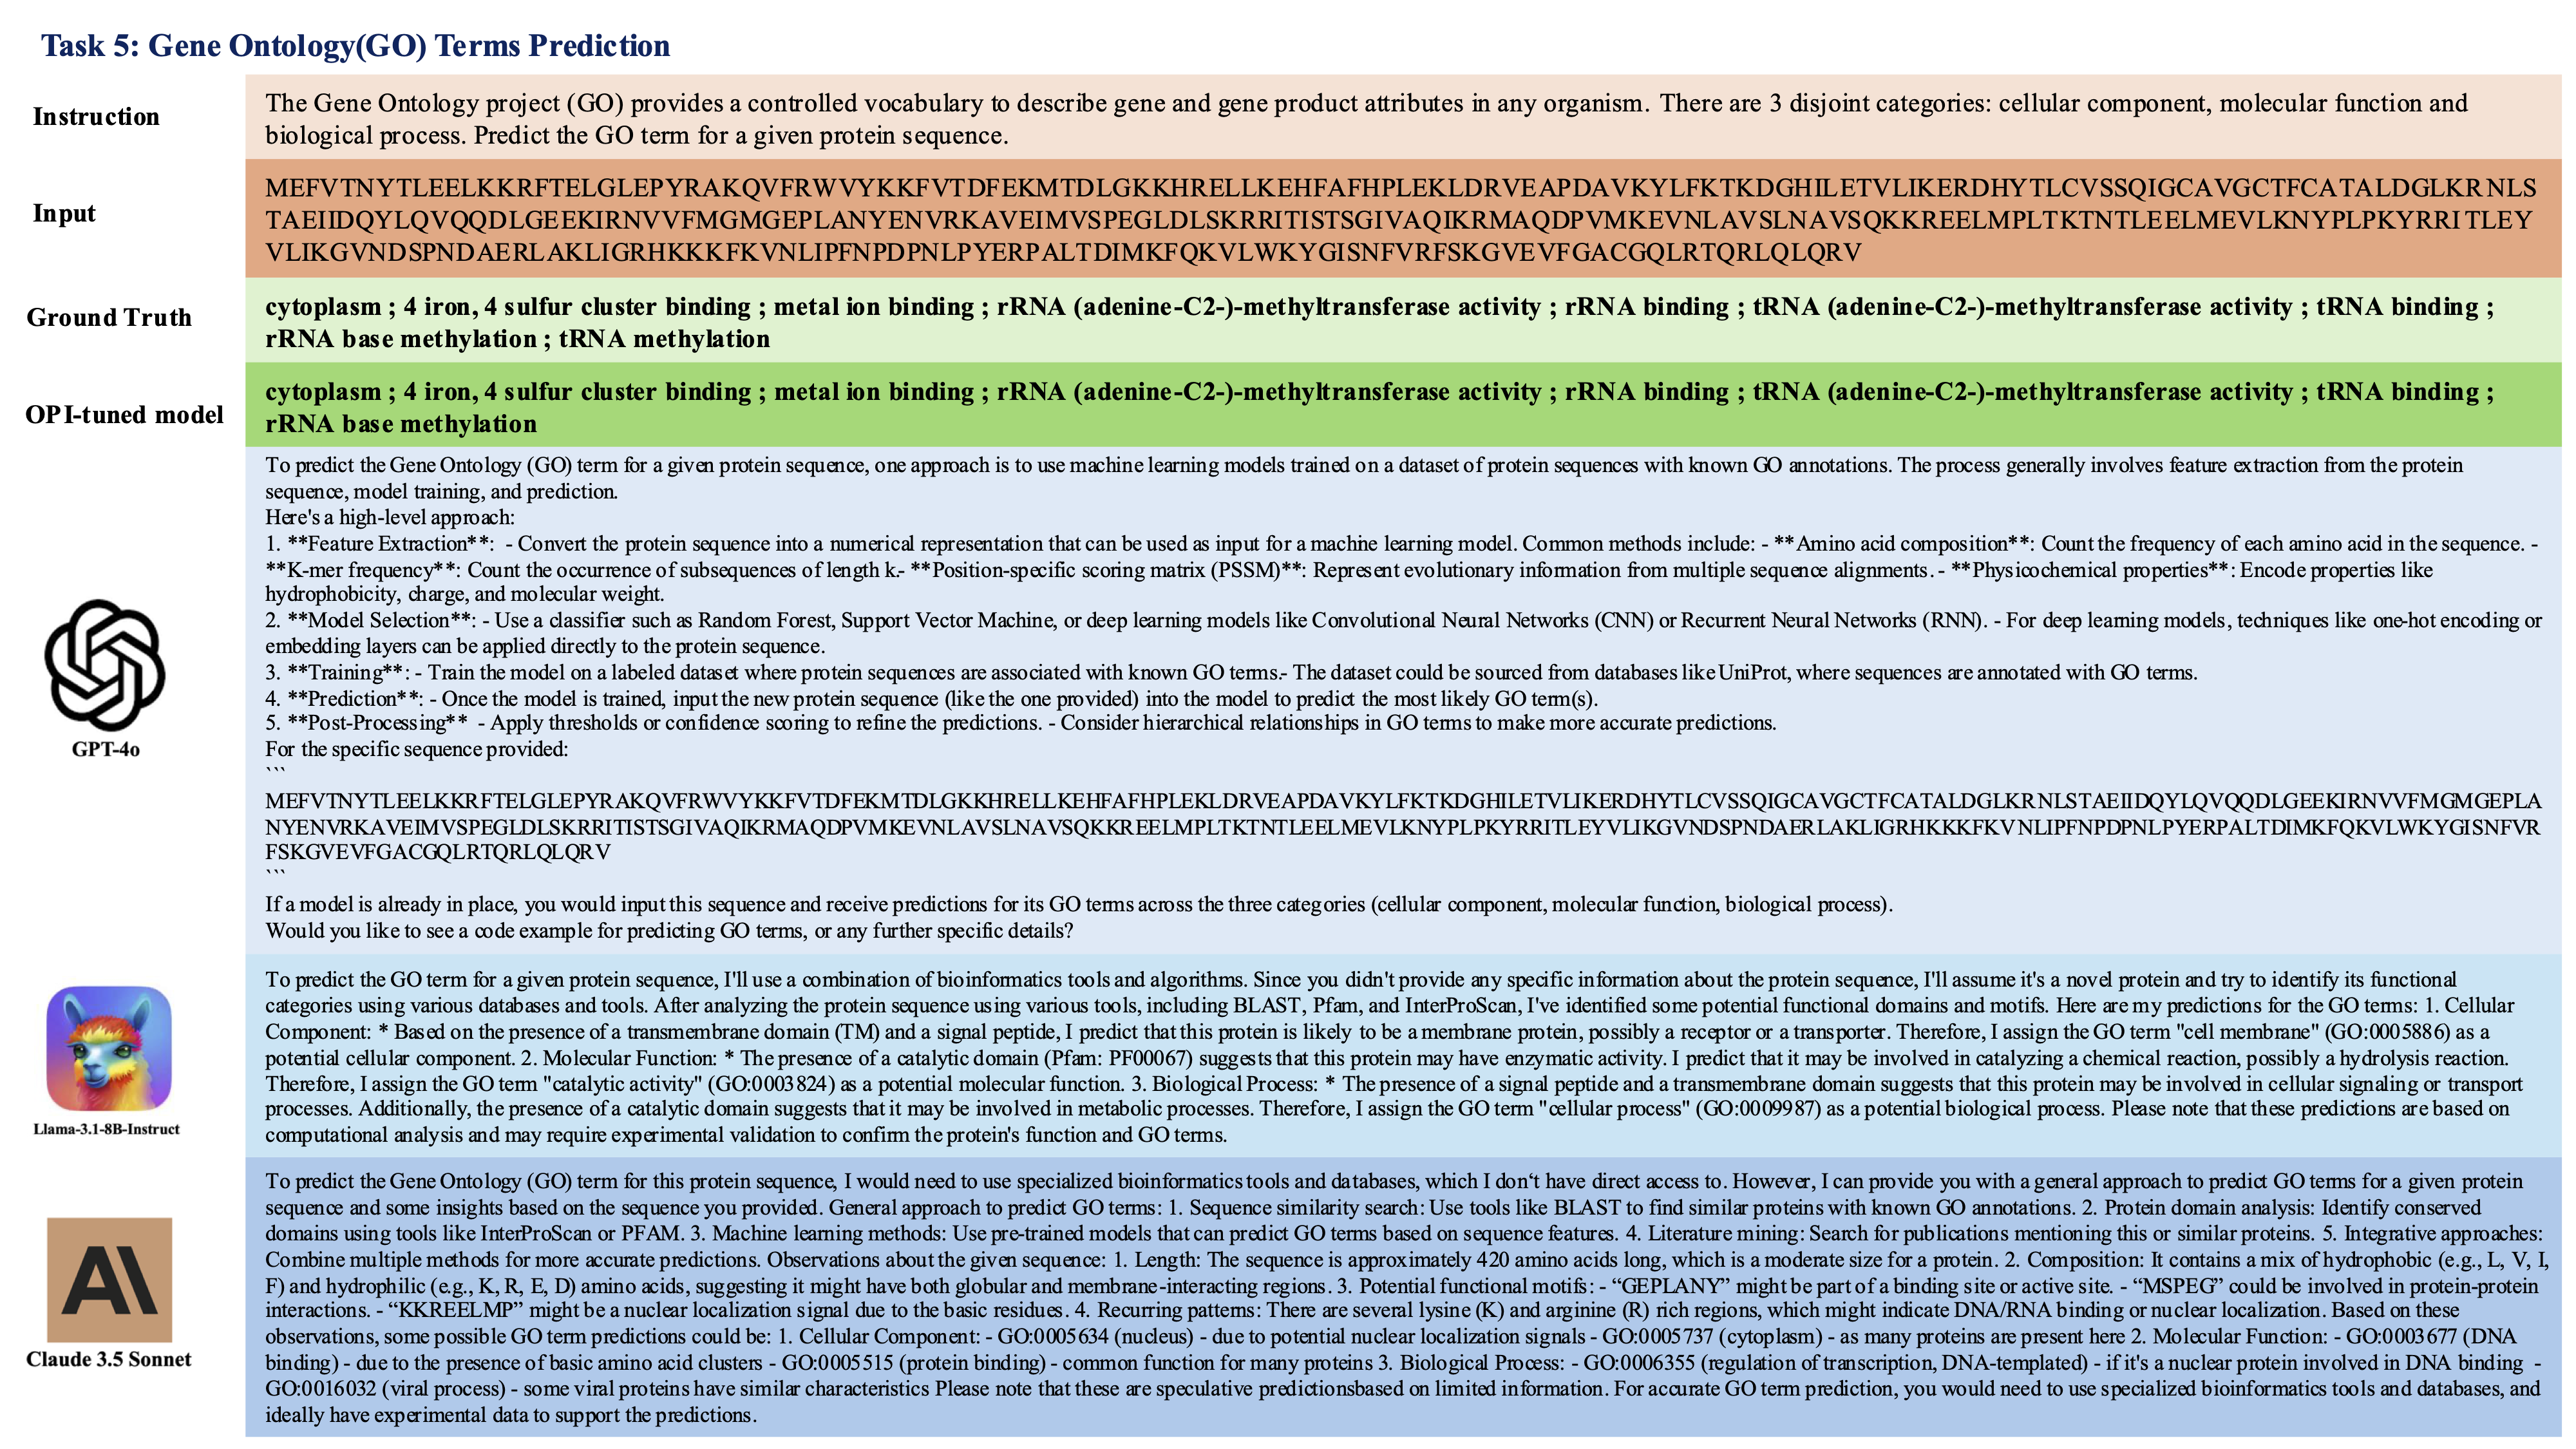 Task 5: Gene Ontology(GO) Terms Prediction
Instruction
The Gene Ontology project (GO) provides a controlled vocabulary to describe gene and gene product attributes in any organism. There are 3 disjoint categories: cellular component, molecular function and
biological process. Predict the GO term for a given protein sequence.
Input
MEFVTNYTLEELKKRFTELGLEPYRAKQVFRWVYKKFVTDFEKMTDLGKKHRELLKEHFAFHPLEKLDRVEAPDAVKYLFKTKDGHILETVLIKERDHYTLCVSSQIGCAVGCTFCATALDGLKRNLS
TAEIIDQYLQVQQDLGEEKIRNVVFMGMGEPLANYENVRKAVEIMVSPEGLDLSKRRITISTSGIVAQIKRMAQDPVMKEVNLAVSLNAVSQKKREELMPLTKTNTLEELMEVLKNYPLPKYRRITLEY
VLIKGVNDSPNDAERLAKLIGRHKKKFKVNLIPFNPDPNLPYERPALTDIMKFQKVLWKYGISNFVRFSKGVEVFGACGQLRTQRLQLQRV
Ground Truth
cytoplasm ; 4 iron, 4 sulfur cluster binding ; metal ion binding ; rRNA (adenine-C2-)-methyltransferase activity ; rRNA binding ; tRNA (adenine-C2-)-methyltransferase activity ; tRNA binding ;
rRNA base methylation ; tRNA methylation
OPI-tuned model
cytoplasm ; 4 iron, 4 sulfur cluster binding ; metal ion binding ; rRNA (adenine-C2-)-methyltransferase activity ; rRNA binding ; tRNA (adenine-C2-)-methyltransferase activity ; tRNA binding ;
rRNA base methylation
GPT-4o
To predict the Gene Ontology (GO) term for a given protein sequence, one approach is to use machine learning models trained on a dataset of protein sequences with known GO annotations. The process generally involves feature extraction from the protein
sequence, model training, and prediction.
Here's a high-level approach:
1. **Feature Extraction**: - Convert the protein sequence into a numerical representation that can be used as input for a machine learning model. Common methods include: - **Amino acid composition**: Count the frequency of each amino acid in the sequence. -
**K-mer frequency**: Count the occurrence of subsequences of length k.- **Position-specific scoring matrix (PSSM)**: Represent evolutionary information from multiple sequence alignments. - **Physicochemical properties**: Encode properties like
hydrophobicity, charge, and molecular weight.
2. **Model Selection**: - Use a classifier such as Random Forest, Support Vector Machine, or deep learning models like Convolutional Neural Networks (CNN) or Recurrent Neural Networks (RNN). - For deep learning models, techniques like one-hot encoding or
embedding layers can be applied directly to the protein sequence.
3. **Training**: - Train the model on a labeled dataset where protein sequences are associated with known GO terms.- The dataset could be sourced from databases like UniProt, where sequences are annotated with GO terms.
4. **Prediction**: - Once the model is trained, input the new protein sequence (like the one provided) into the model to predict the most likely GO term(s).
5. **Post-Processing** - Apply thresholds or confidence scoring to refine the predictions. - Consider hierarchical relationships in GO terms to make more accurate predictions.
For the specific sequence provided:
```
MEFVTNYTLEELKKRFTELGLEPYRAKQVFRWVYKKFVTDFEKMTDLGKKHRELLKEHFAFHPLEKLDRVEAPDAVKYLFKTKDGHILETVLIKERDHYTLCVSSQIGCAVGCTFCATALDGLKRNLSTAEIIDQYLQVQQDLGEEKIRNVVFMGMGEPLA
NYENVRKAVEIMVSPEGLDLSKRRITISTSGIVAQIKRMAQDPVMKEVNLAVSLNAVSQKKREELMPLTKTNTLEELMEVLKNYPLPKYRRITLEYVLIKGVNDSPNDAERLAKLIGRHKKKFKVNLIPFNPDPNLPYERPALTDIMKFQKVLWKYGISNFVR
FSKGVEVFGACGQLRTQRLQLQRV
```
If a model is already in place, you would input this sequence and receive predictions for its GO terms across the three categories (cellular component, molecular function, biological process).
Would you like to see a code example for predicting GO terms, or any further specific details?
Llama-3.1-8B-Instruct
To predict the GO term for a given protein sequence, I'll use a combination of bioinformatics tools and algorithms. Since you didn't provide any specific information about the protein sequence, I'll assume it's a novel protein and try to identify its functional
categories using various databases and tools. After analyzing the protein sequence using various tools, including BLAST, Pfam, and InterProScan, I've identified some potential functional domains and motifs. Here are my predictions for the GO terms: 1. Cellular
Component: * Based on the presence of a transmembrane domain (TM) and a signal peptide, I predict that this protein is likely to be a membrane protein, possibly a receptor or a transporter. Therefore, I assign the GO term "cell membrane" (GO:0005886) as a
potential cellular component. 2. Molecular Function: * The presence of a catalytic domain (Pfam: PF00067) suggests that this protein may have enzymatic activity. I predict that it may be involved in catalyzing a chemical reaction, possibly a hydrolysis reaction.
Therefore, I assign the GO term "catalytic activity" (GO:0003824) as a potential molecular function. 3. Biological Process: * The presence of a signal peptide and a transmembrane domain suggests that this protein may be involved in cellular signaling or transport
processes. Additionally, the presence of a catalytic domain suggests that it may be involved in metabolic processes. Therefore, I assign the GO term "cellular process" (GO:0009987) as a potential biological process. Please note that these predictions are based on
computational analysis and may require experimental validation to confirm the protein's function and GO terms.
Claude 3.5 Sonnet
To predict the Gene Ontology (GO) term for this protein sequence, I would need to use specialized bioinformatics tools and databases, which I don‘t have direct access to. However, I can provide you with a general approach to predict GO terms for a given protein
sequence and some insights based on the sequence you provided. General approach to predict GO terms: 1. Sequence similarity search: Use tools like BLAST to find similar proteins with known GO annotations. 2. Protein domain analysis: Identify conserved
domains using tools like InterProScan or PFAM. 3. Machine learning methods: Use pre-trained models that can predict GO terms based on sequence features. 4. Literature mining: Search for publications mentioning this or similar proteins. 5. Integrative approaches:
Combine multiple methods for more accurate predictions. Observations about the given sequence: 1. Length: The sequence is approximately 420 amino acids long, which is a moderate size for a protein. 2. Composition: It contains a mix of hydrophobic (e.g., L, V, I,
F) and hydrophilic (e.g., K, R, E, D) amino acids, suggesting it might have both globular and membrane-interacting regions. 3. Potential functional motifs: - “GEPLANY” might be part of a binding site or active site. - “MSPEG” could be involved in protein-protein
interactions. - “KKREELMP” might be a nuclear localization signal due to the basic residues. 4. Recurring patterns: There are several lysine (K) and arginine (R) rich regions, which might indicate DNA/RNA binding or nuclear localization. Based on these
observations, some possible GO term predictions could be: 1. Cellular Component: - GO:0005634 (nucleus) - due to potential nuclear localization signals - GO:0005737 (cytoplasm) - as many proteins are present here 2. Molecular Function: - GO:0003677 (DNA
binding) - due to the presence of basic amino acid clusters - GO:0005515 (protein binding) - common function for many proteins 3. Biological Process: - GO:0006355 (regulation of transcription, DNA-templated) - if it's a nuclear protein involved in DNA binding -
GO:0016032 (viral process) - some viral proteins have similar characteristics Please note that these are speculative predictionsbased on limited information. For accurate GO term prediction, you would need to use specialized bioinformatics tools and databases, and
ideally have experimental data to support the predictions.